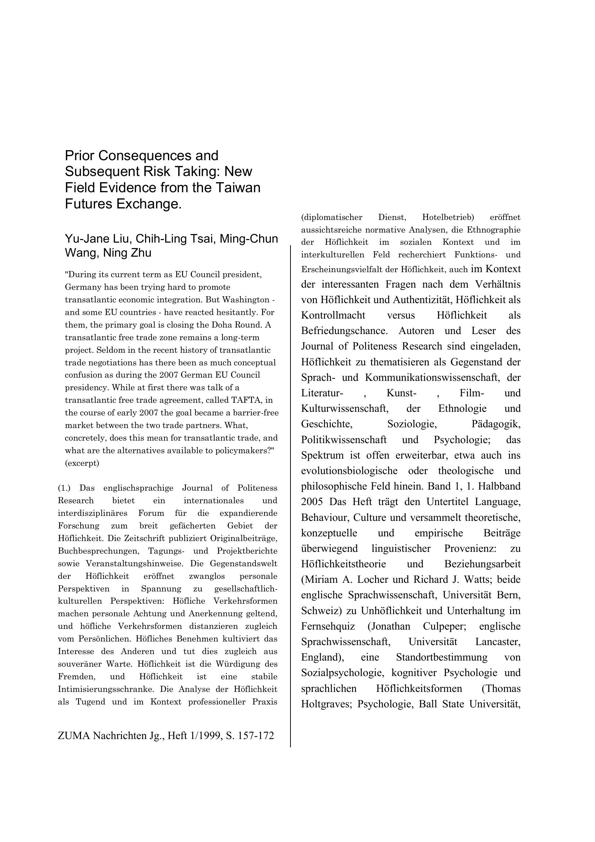 Prior Consequences and
Subsequent Risk Taking: New
Field Evidence from the Taiwan
Futures Exchange.
Yu-Jane Liu, Chih-Ling Tsai, Ming-Chun
Wang, Ning Zhu
"During its current term as EU Council president,
Germany has been trying hard to promote
transatlantic economic integration. But Washington -
and some EU countries - have reacted hesitantly. For
them, the primary goal is closing the Doha Round. A
transatlantic free trade zone remains a long-term
project. Seldom in the recent history of transatlantic
trade negotiations has there been as much conceptual
confusion as during the 2007 German EU Council
presidency. While at first there was talk of a
transatlantic free trade agreement, called TAFTA, in
the course of early 2007 the goal became a barrier-free
market between the two trade partners. What,
concretely, does this mean for transatlantic trade, and
what are the alternatives available to policymakers?"
(excerpt)
(1.) Das englischsprachige Journal of Politeness
Research bietet ein internationales und
interdisziplinäres Forum für die expandierende
Forschung zum breit gefächerten Gebiet der
Höflichkeit. Die Zeitschrift publiziert Originalbeiträge,
Buchbesprechungen, Tagungs- und Projektberichte
sowie Veranstaltungshinweise. Die Gegenstandswelt
der Höflichkeit eröffnet zwanglos personale
Perspektiven in Spannung zu gesellschaftlich-
kulturellen Perspektiven: Höfliche Verkehrsformen
machen personale Achtung und Anerkennung geltend,
und höfliche Verkehrsformen distanzieren zugleich
vom Persönlichen. Höfliches Benehmen kultiviert das
Interesse des Anderen und tut dies zugleich aus
souveräner Warte. Höflichkeit ist die Würdigung des
Fremden, und Höflichkeit ist eine stabile
Intimisierungsschranke. Die Analyse der Höflichkeit
als Tugend und im Kontext professioneller Praxis
(diplomatischer Dienst, Hotelbetrieb) eröffnet
aussichtsreiche normative Analysen, die Ethnographie
der Höflichkeit im sozialen Kontext und im
interkulturellen Feld recherchiert Funktions- und
Erscheinungsvielfalt der Höflichkeit, auch im Kontext
der interessanten Fragen nach dem Verhältnis
von Höflichkeit und Authentizität, Höflichkeit als
Kontrollmacht versus Höflichkeit als
Befriedungschance. Autoren und Leser des
Journal of Politeness Research sind eingeladen,
Höflichkeit zu thematisieren als Gegenstand der
Sprach- und Kommunikationswissenschaft, der
Literatur- , Kunst- , Film- und
Kulturwissenschaft, der Ethnologie und
Geschichte, Soziologie, Pädagogik,
Politikwissenschaft und Psychologie; das
Spektrum ist offen erweiterbar, etwa auch ins
evolutionsbiologische oder theologische und
philosophische Feld hinein. Band 1, 1. Halbband
2005 Das Heft trägt den Untertitel Language,
Behaviour, Culture und versammelt theoretische,
konzeptuelle und empirische Beiträge
überwiegend linguistischer Provenienz: zu
Höflichkeitstheorie und Beziehungsarbeit
(Miriam A. Locher und Richard J. Watts; beide
englische Sprachwissenschaft, Universität Bern,
Schweiz) zu Unhöflichkeit und Unterhaltung im
Fernsehquiz (Jonathan Culpeper; englische
Sprachwissenschaft, Universität Lancaster,
England), eine Standortbestimmung von
Sozialpsychologie, kognitiver Psychologie und
sprachlichen Höflichkeitsformen (Thomas
Holtgraves; Psychologie, Ball State Universität,
ZUMA Nachrichten Jg., Heft 1/1999, S. 157-172